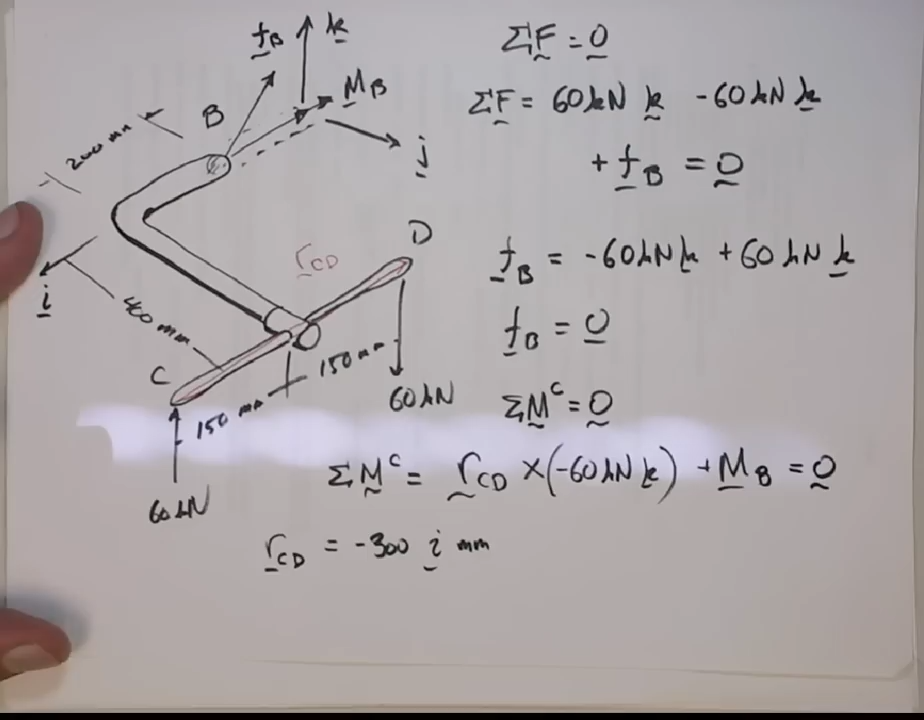 f_B k
M_B
B
200 mm
j
D
r_CD
i
400 mm
C
150 mm 150 mm
60 kN
60 kN
ΣF = 0
ΣF = 60 kN k - 60 kN k
+ f_B = 0
f_B = -60 kN k + 60 kN k
f_B = 0
ΣM^C = 0
ΣM^C = r_CD × (-60 kN k) + M_B = 0
r_CD = -300 i mm